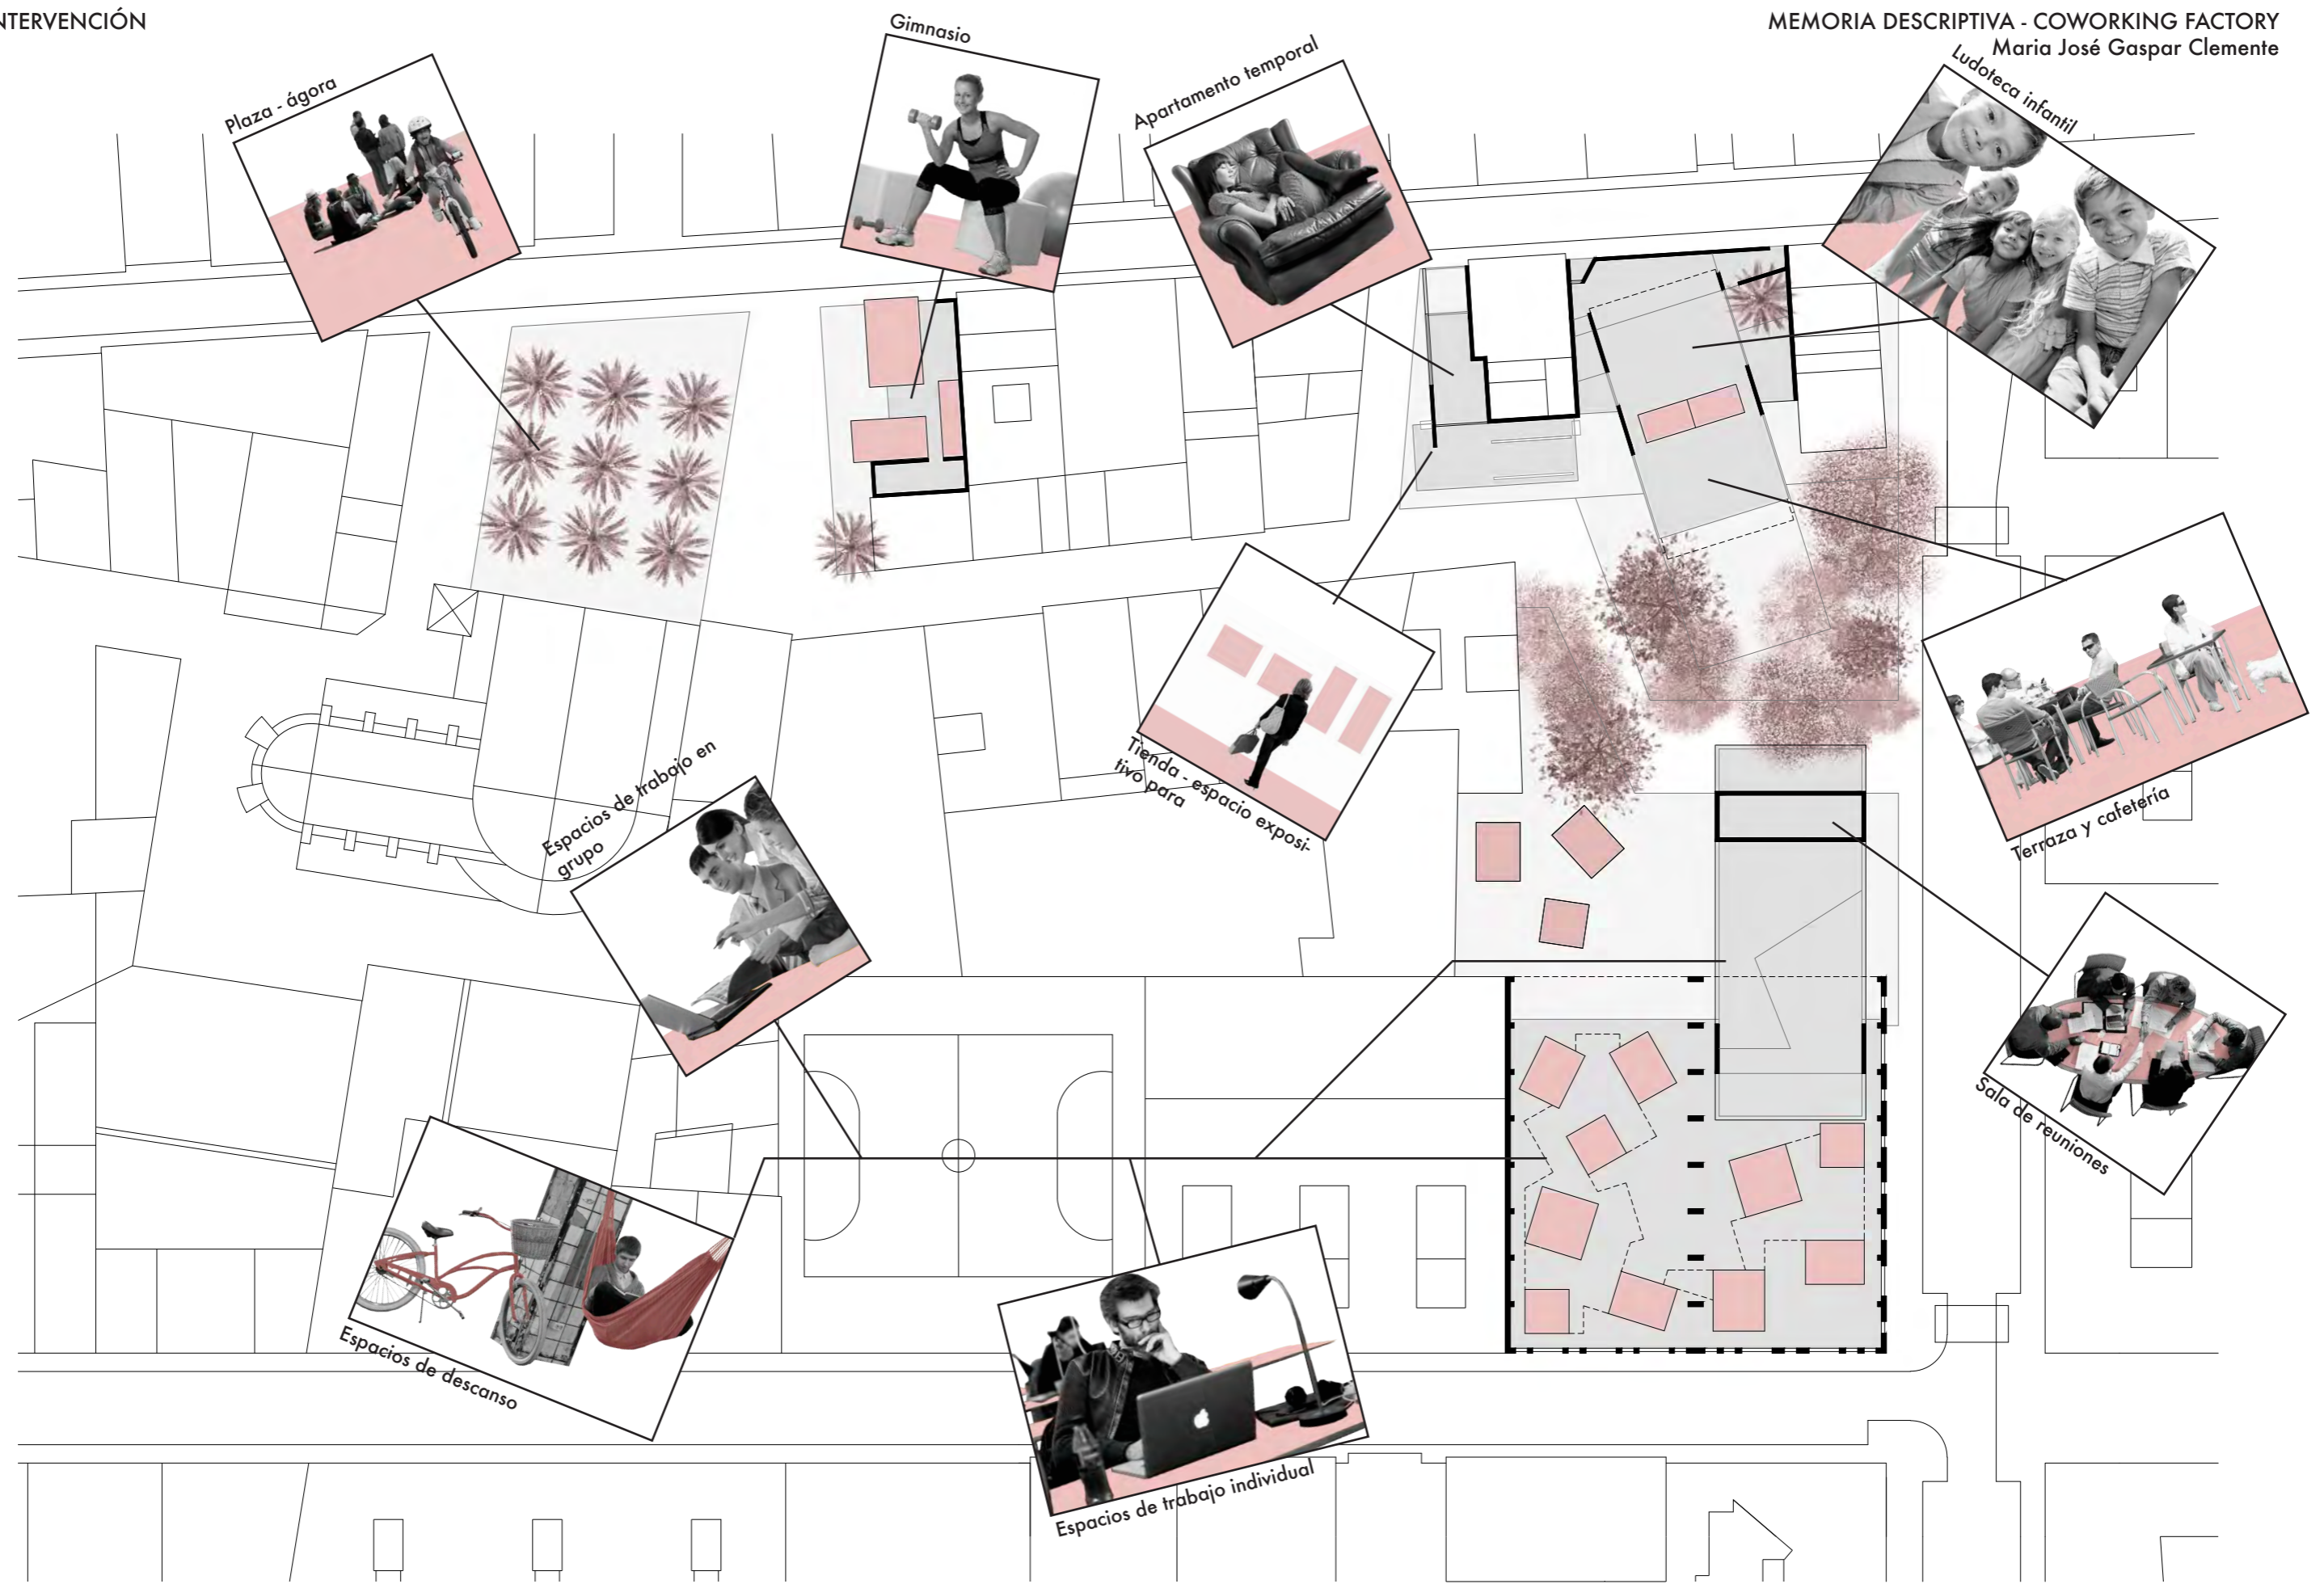 NTERVENCIÓN
MEMORIA DESCRIPTIVA - COWORKING FACTORY
Maria José Gaspar Clemente
Plaza - ágora
Gimnasio
Apartamento temporal
Ludoteca infantil
Tienda - espacio exposi-
tivo para
Terraza y cafetería
Espacios de trabajo en
grupo
Sala de reuniones
Espacios de descanso
Espacios de trabajo individual